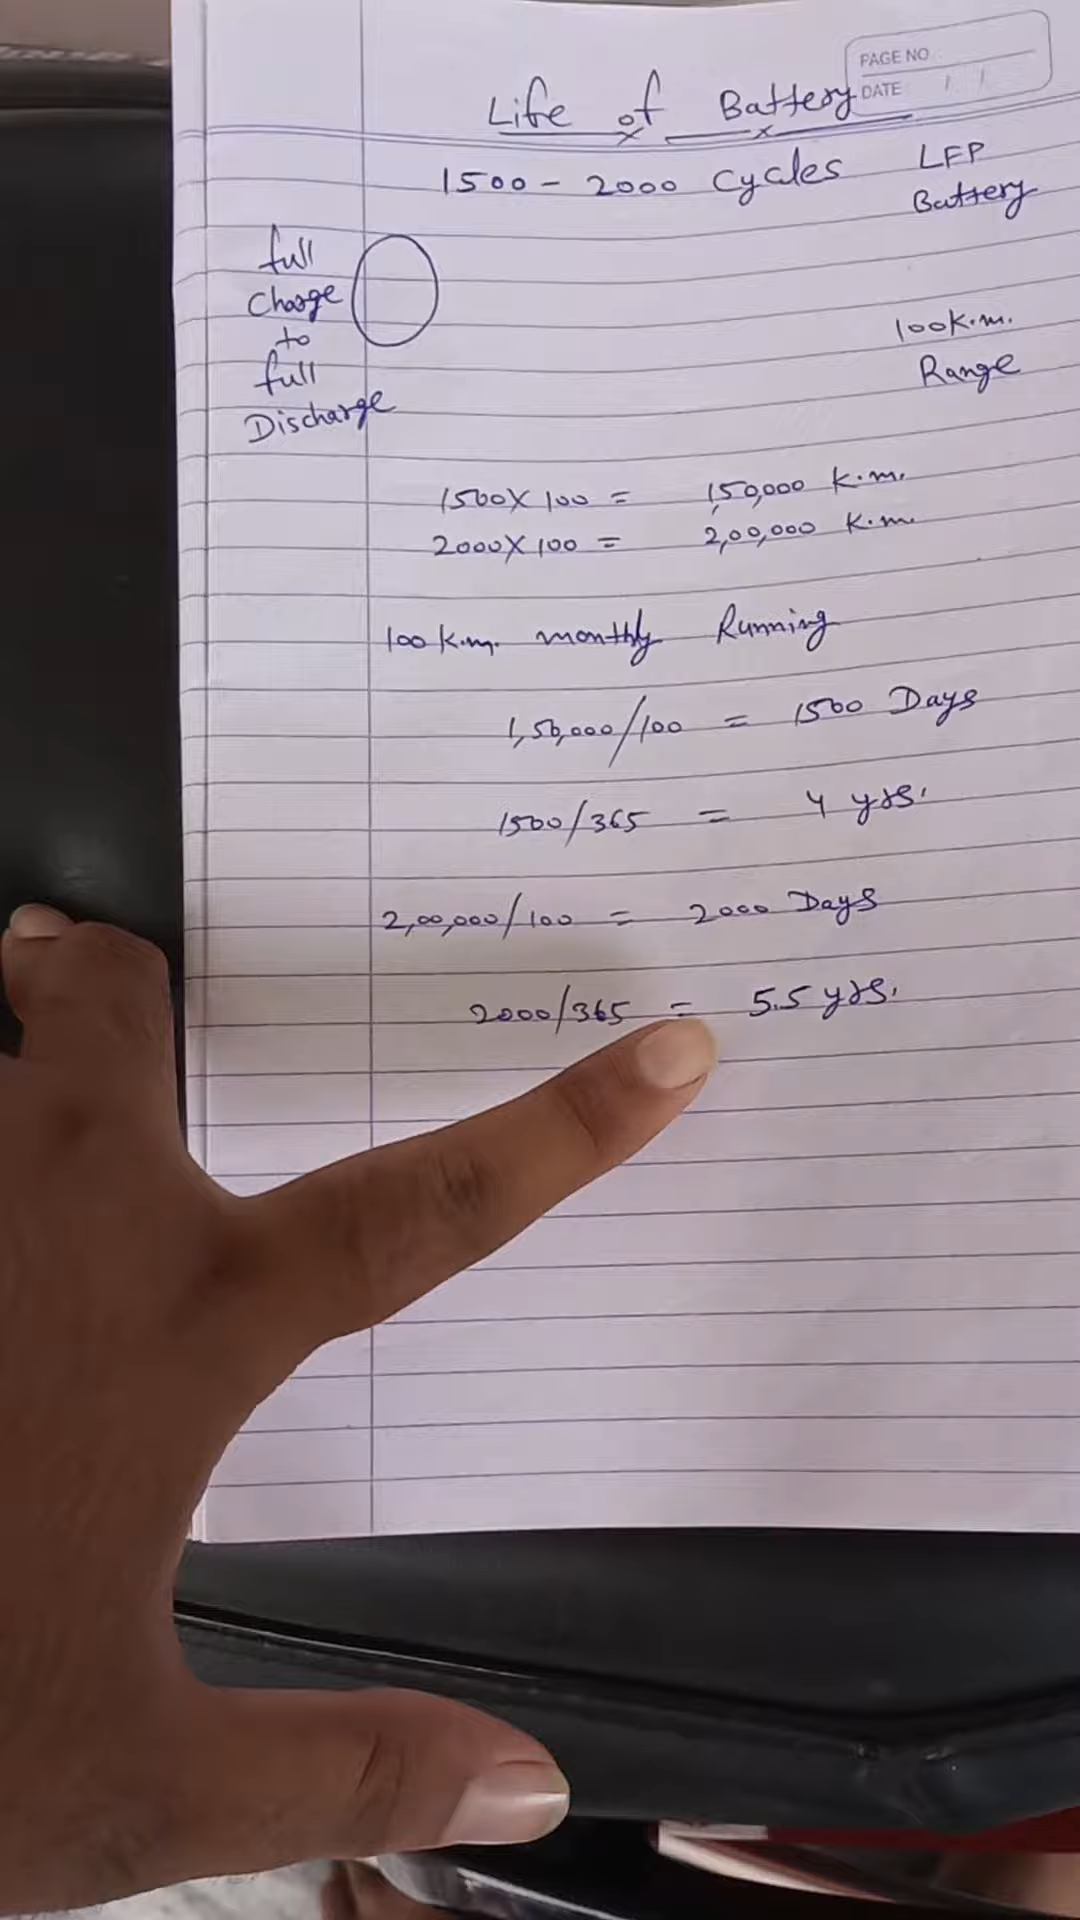 PAGE NO
DATE / /
Life of Battery
1500 - 2000 Cycles
LFP
Battery
full
Charge
to
full
Discharge
100 K.m.
Range
1500 X 100 = 1,50,000 K.m.
2000 X 100 = 2,00,000 K.m.
100 K.m. monthly Running
1,50,000/100 = 1500 Days
1500/365 = 4 yrs.
2,00,000/100 = 2000 Days
2000/365 = 5.5 yrs.